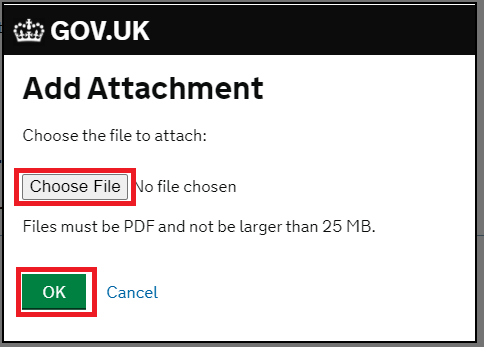 GOV.UK
Add Attachment
Choose the file to attach:
Choose File No file chosen
Files must be PDF and not be larger than 25 MB.
OK Cancel